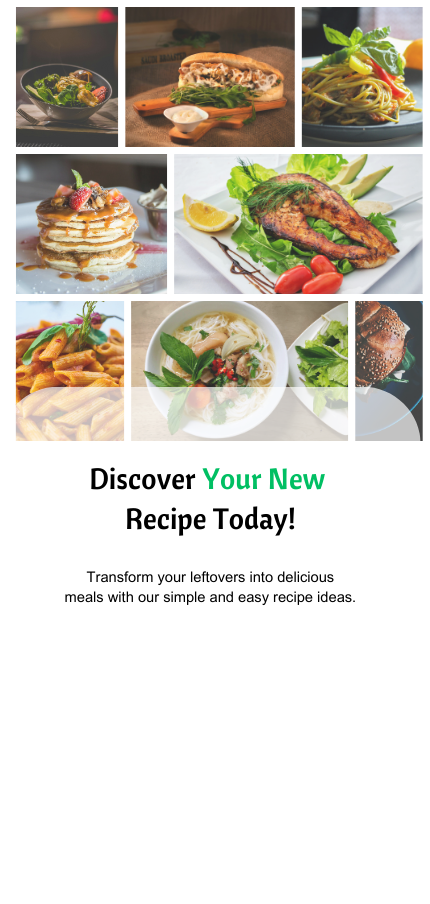 Discover Your New
Recipe Today!
Transform your leftovers into delicious
meals with our simple and easy recipe ideas.